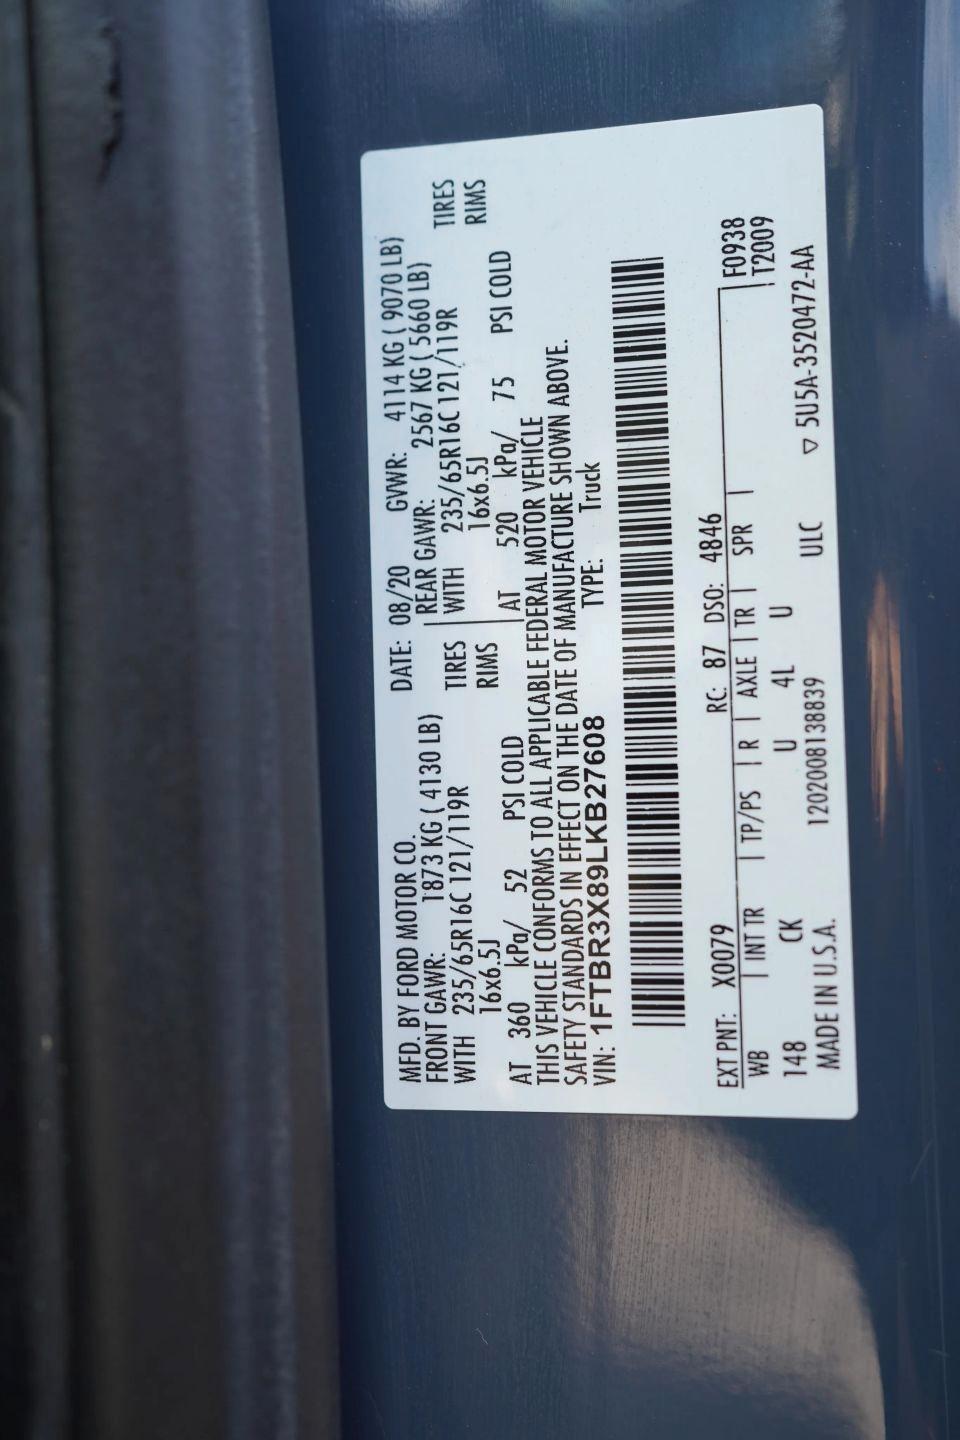 MFD. BY FORD MOTOR CO. DATE: 08/20 GVWR: 4114 KG ( 9070 LB)
FRONT GAWR: 1873 KG ( 4130 LB) REAR GAWR: 2567 KG ( 5660 LB)
WITH 235/65R16C 121/119R TIRES WITH 235/65R16C 121/119R TIRES
16x6.5J RIMS 16x6.5J RIMS
AT 360 kPa/ 52 PSI COLD AT 520 kPa/ 75 PSI COLD
THIS VEHICLE CONFORMS TO ALL APPLICABLE FEDERAL MOTOR VEHICLE
SAFETY STANDARDS IN EFFECT ON THE DATE OF MANUFACTURE SHOWN ABOVE.
VIN: 1FTBR3X89LKB27608 TYPE: Truck
EXT PNT: X0079 RC: 87 DSO: 4846 F0938
WB | INT TR | TP/PS | R | AXLE | TR | SPR | T2009
148 CK U 4L U ULC ▽ 5U5A-3520472-AA
MADE IN U.S.A. 1202008138839